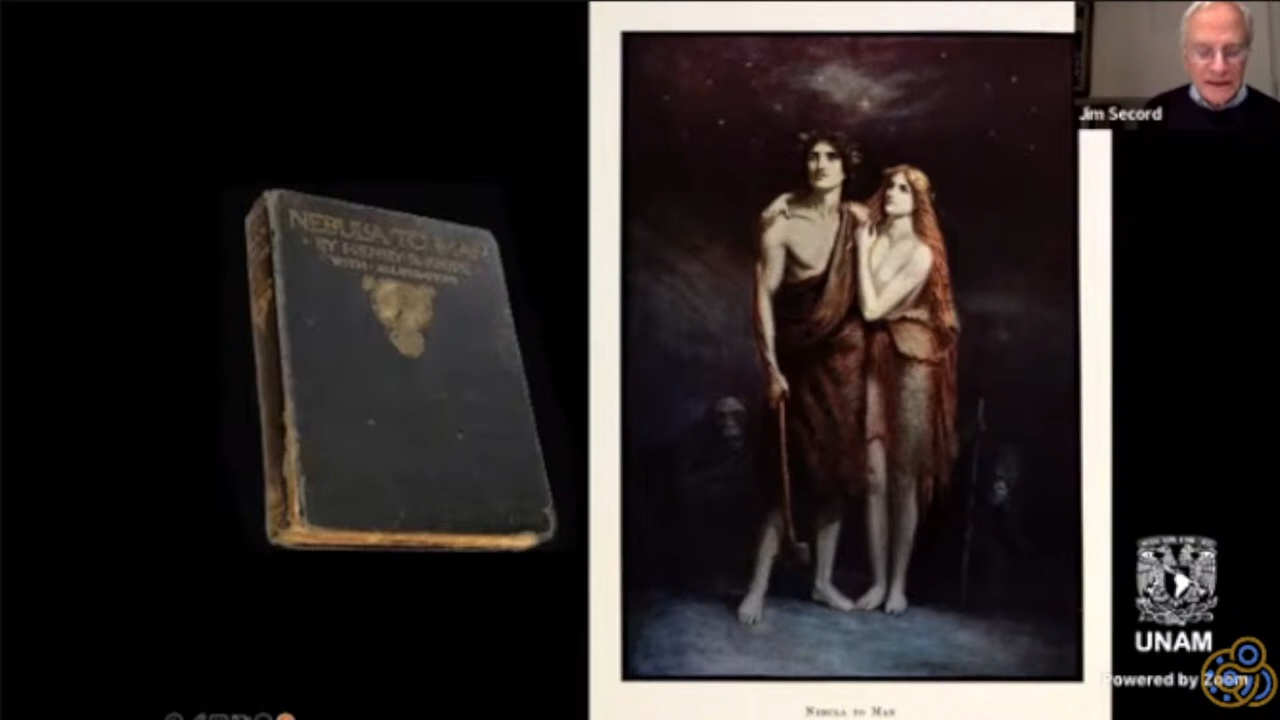 NEBULA TO MAN
BY HENRY R. KNIPE
WITH ILLUSTRATIONS
NEBULA TO MAN
Jim Secord
UNAM
Powered by Zoom